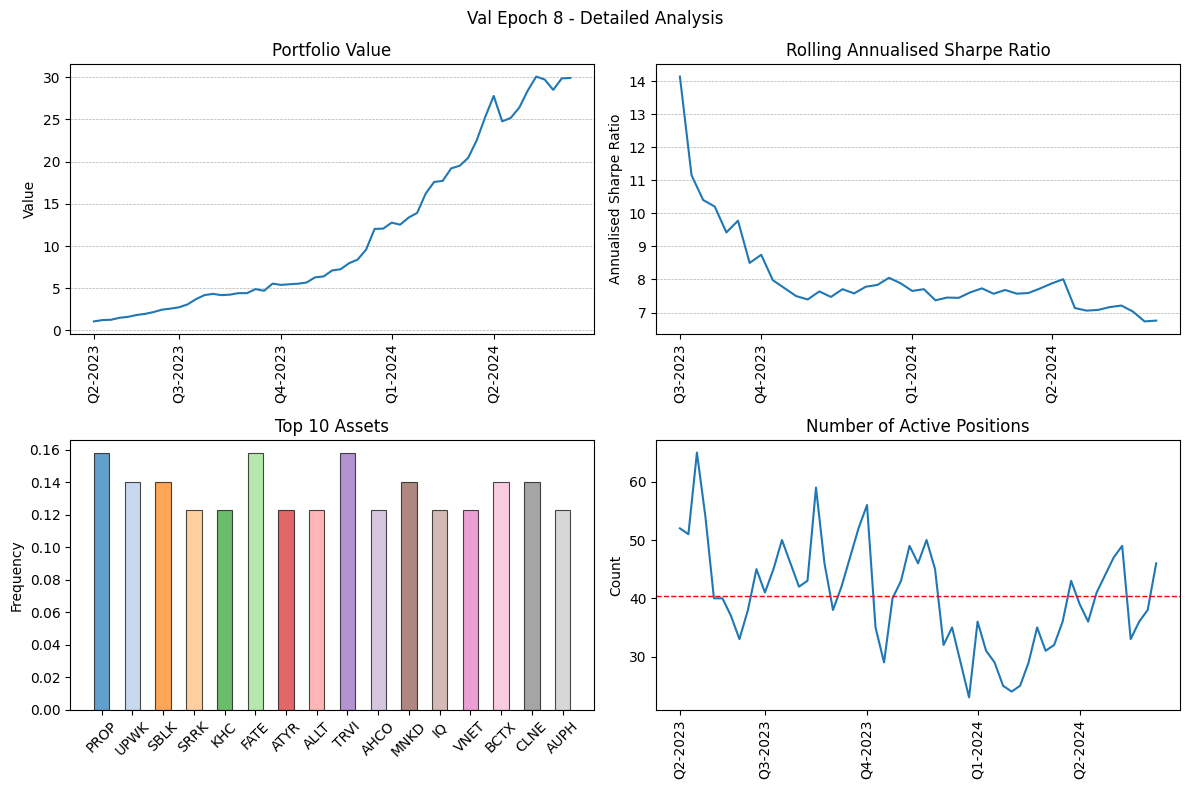 Val Epoch 8 - Detailed Analysis
Portfolio Value
Value
30
25
20
15
10
5
0
Q2-2023
Q3-2023
Q4-2023
Q1-2024
Q2-2024
Rolling Annualised Sharpe Ratio
Annualised Sharpe Ratio
14
13
12
11
10
9
8
7
Q3-2023
Q4-2023
Q1-2024
Q2-2024
Top 10 Assets
Frequency
0.16
0.14
0.12
0.10
0.08
0.06
0.04
0.02
0.00
PROP
UPWK
SBLK
SRRK
KHC
FATE
ATYR
ALLT
TRVI
AHCO
MNKD
IQ
VNET
BCTX
CLNE
AUPH
Number of Active Positions
Count
60
50
40
30
Q2-2023
Q3-2023
Q4-2023
Q1-2024
Q2-2024